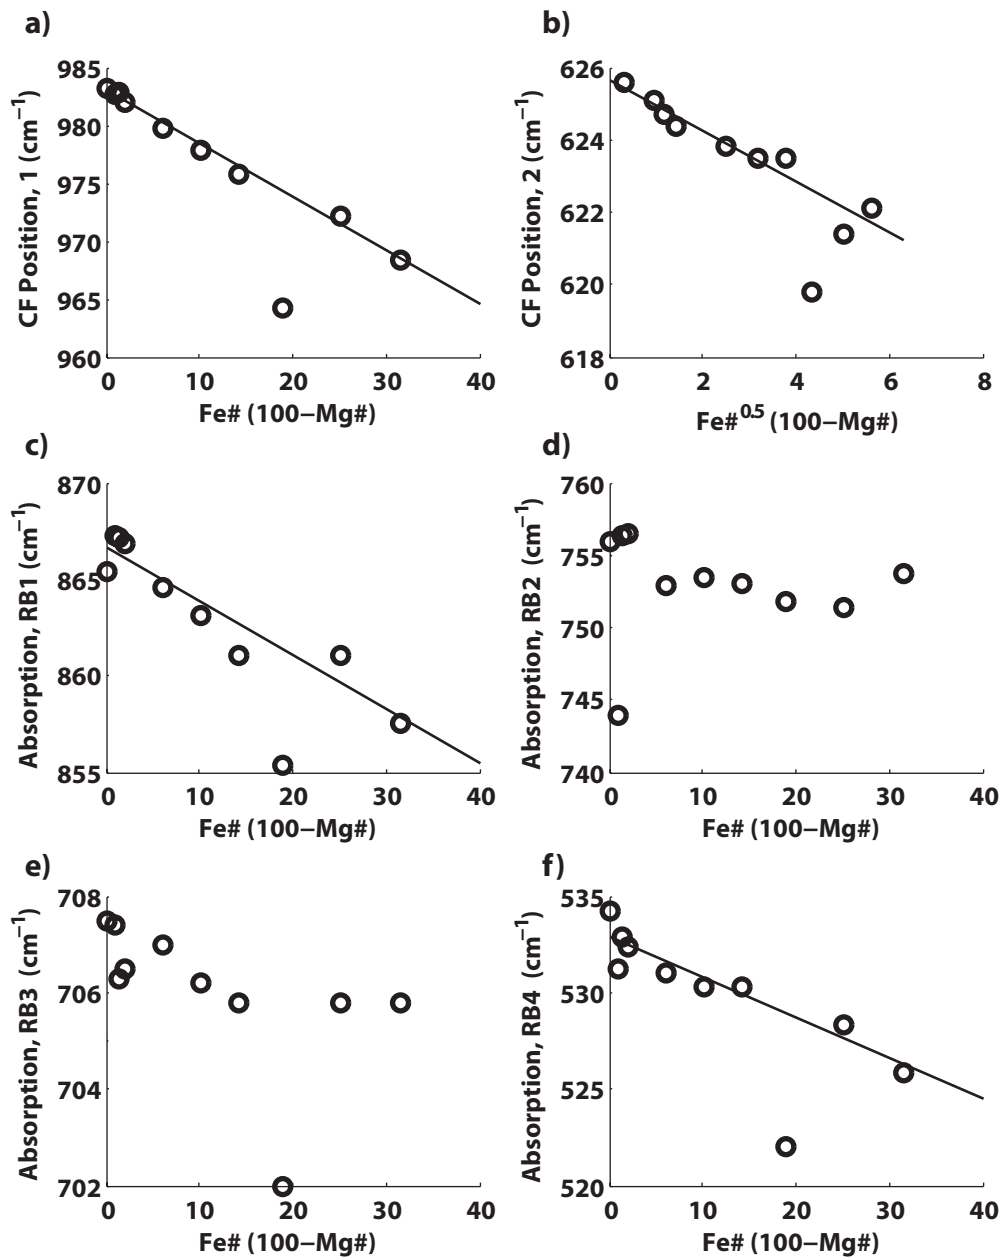 a)
CF Position, 1 (cm⁻¹)
985
980
975
970
965
960
0 10 20 30 40
Fe# (100−Mg#)
b)
CF Position, 2 (cm⁻¹)
626
624
622
620
618
0 2 4 6 8
Fe#⁰·⁵ (100−Mg#)
c)
Absorption, RB1 (cm⁻¹)
870
865
860
855
0 10 20 30 40
Fe# (100−Mg#)
d)
Absorption, RB2 (cm⁻¹)
760
755
750
745
740
0 10 20 30 40
Fe# (100−Mg#)
e)
Absorption, RB3 (cm⁻¹)
708
706
704
702
0 10 20 30 40
Fe# (100−Mg#)
f)
Absorption, RB4 (cm⁻¹)
535
530
525
520
0 10 20 30 40
Fe# (100−Mg#)